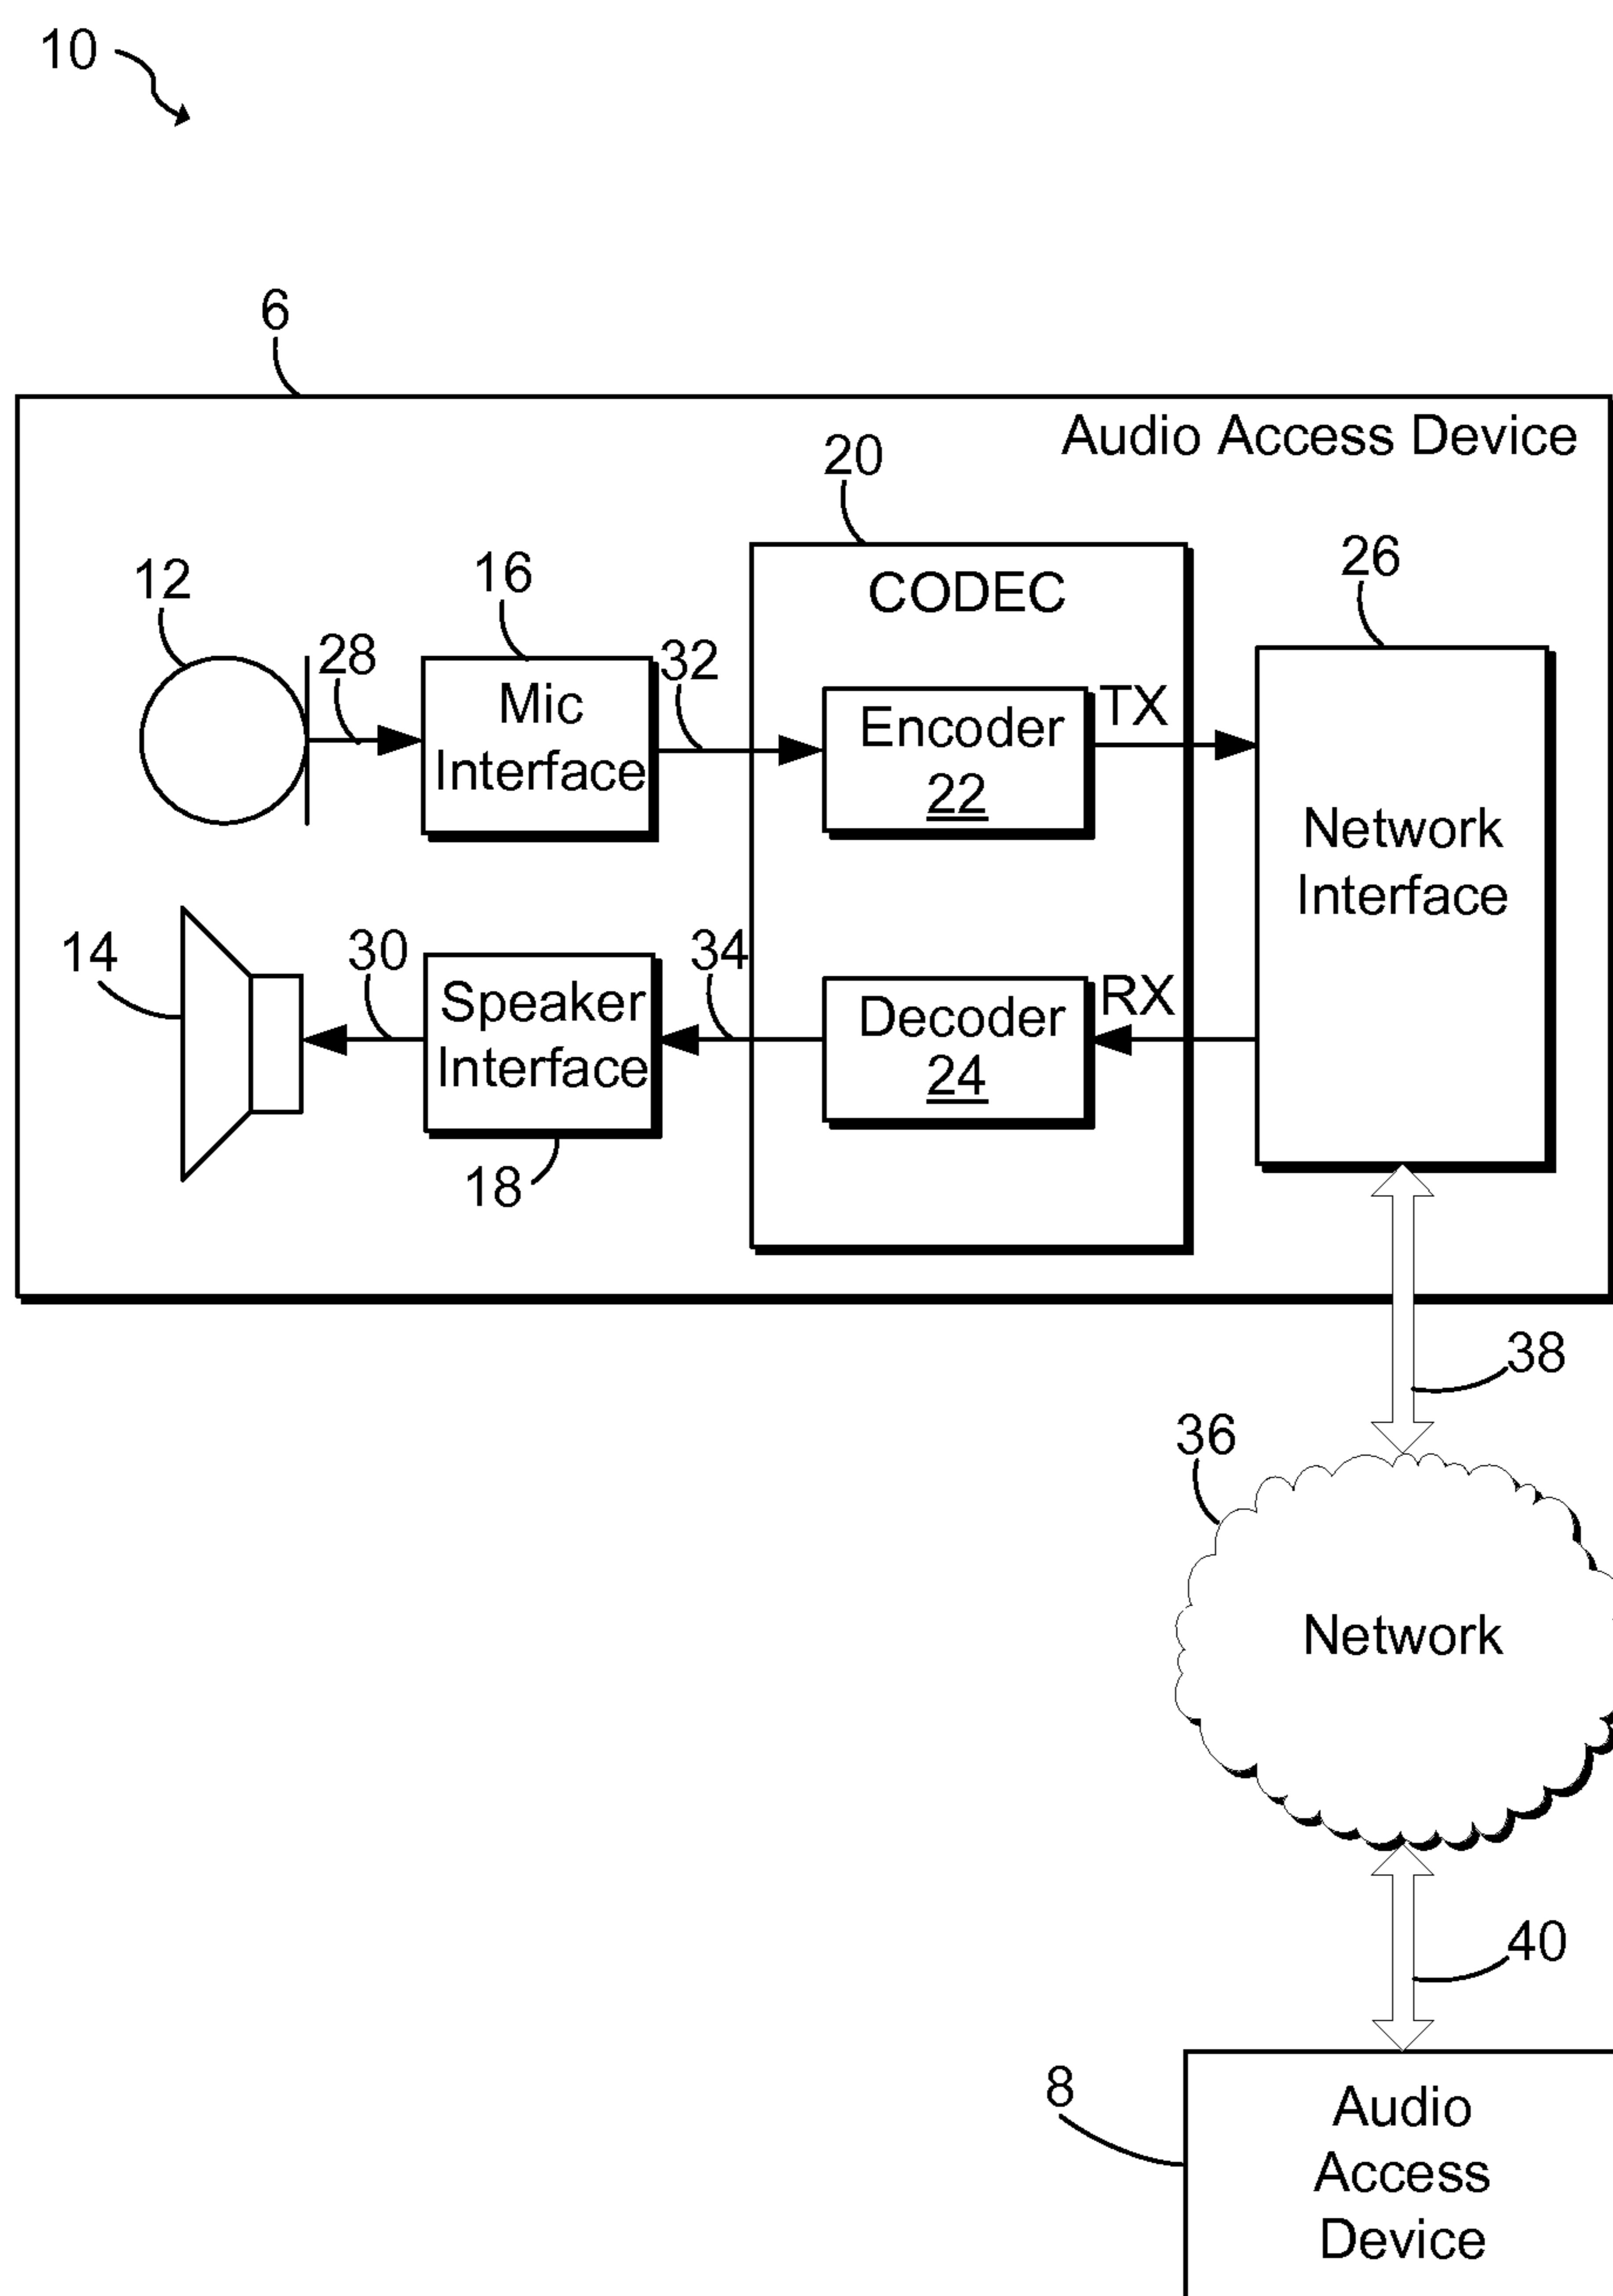 10
6
Audio Access Device
20
CODEC
26
12
28
16
Mic
Interface
32
Encoder
22
TX
Network
Interface
14
30
Speaker
Interface
18
34
Decoder
24
RX
38
36
Network
40
8
Audio
Access
Device